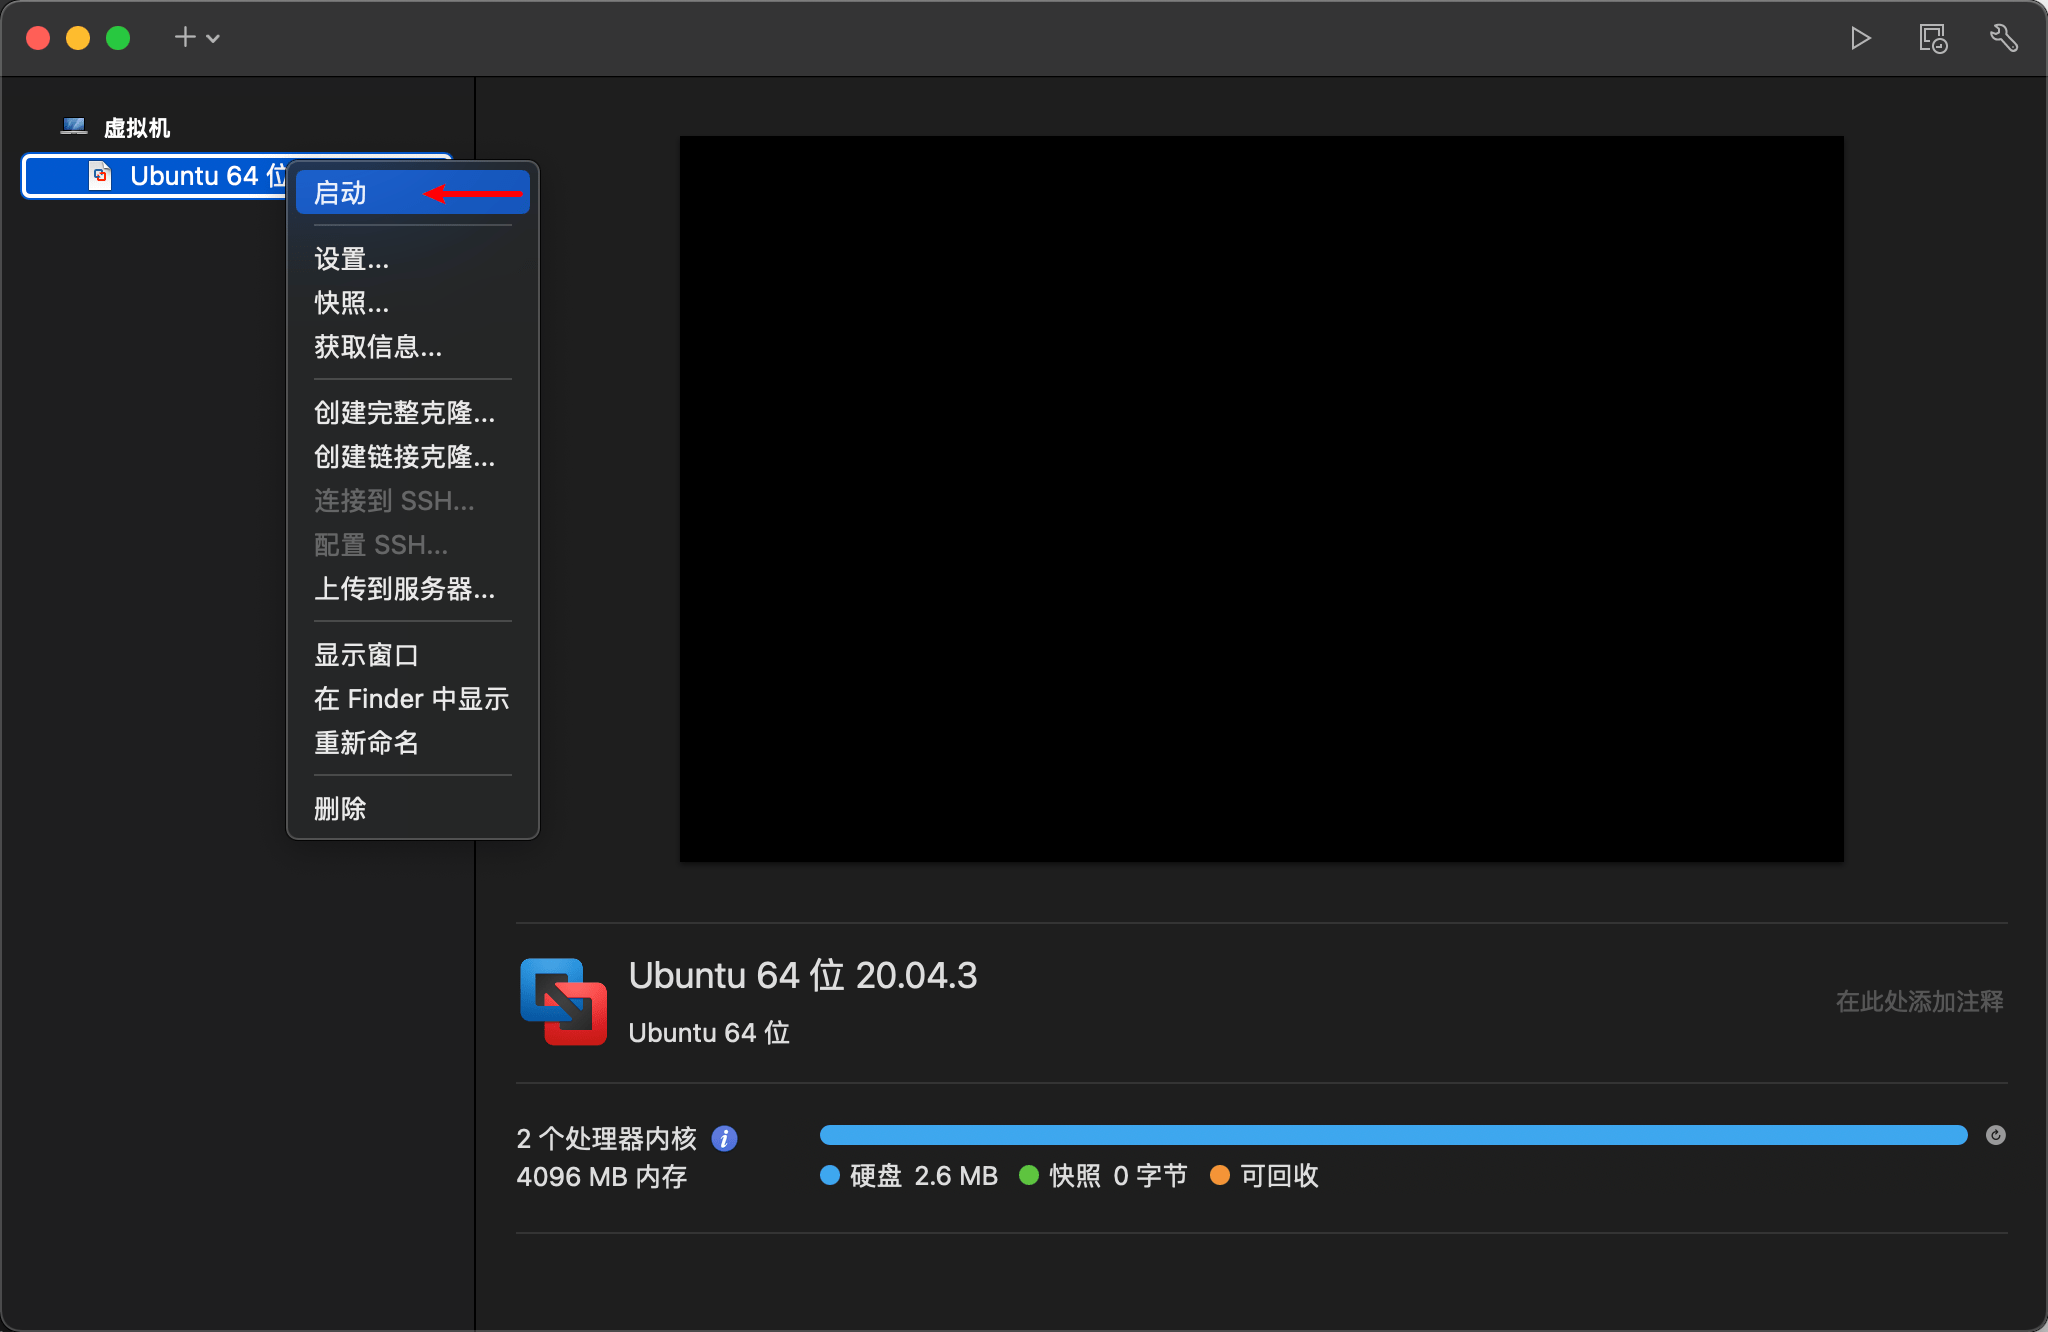 虚拟机
Ubuntu 64 位
启动
设置...
快照...
获取信息...
创建完整克隆...
创建链接克隆...
连接到 SSH...
配置 SSH...
上传到服务器...
显示窗口
在 Finder 中显示
重新命名
删除
Ubuntu 64 位 20.04.3
Ubuntu 64 位
在此处添加注释
2 个处理器内核
4096 MB 内存
硬盘 2.6 MB 快照 0 字节 可回收